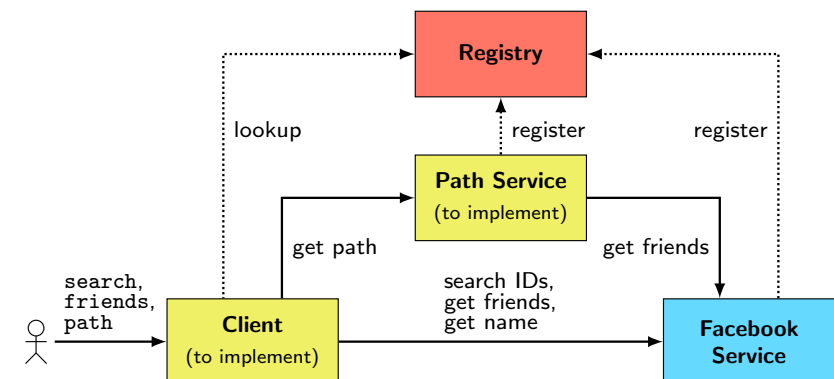 Registry
lookup
register
register
Path Service
(to implement)
get path
get friends
search,
friends,
path
search IDs,
get friends,
get name
Client
(to implement)
Facebook
Service